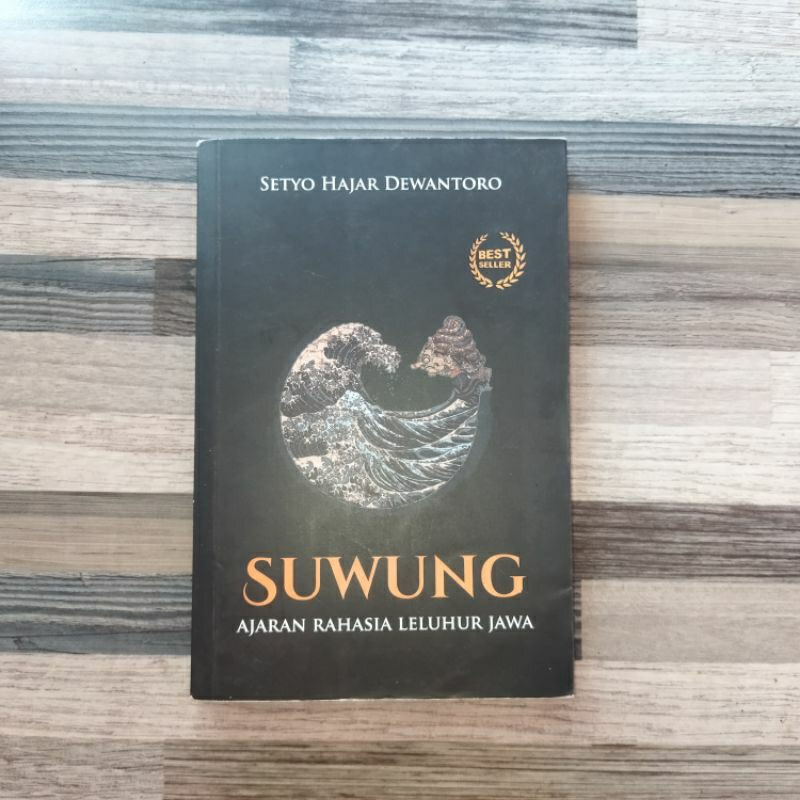 SETYO HAJAR DEWANTORO
BEST
SELLER
SUWUNG
AJARAN RAHASIA LELUHUR JAWA